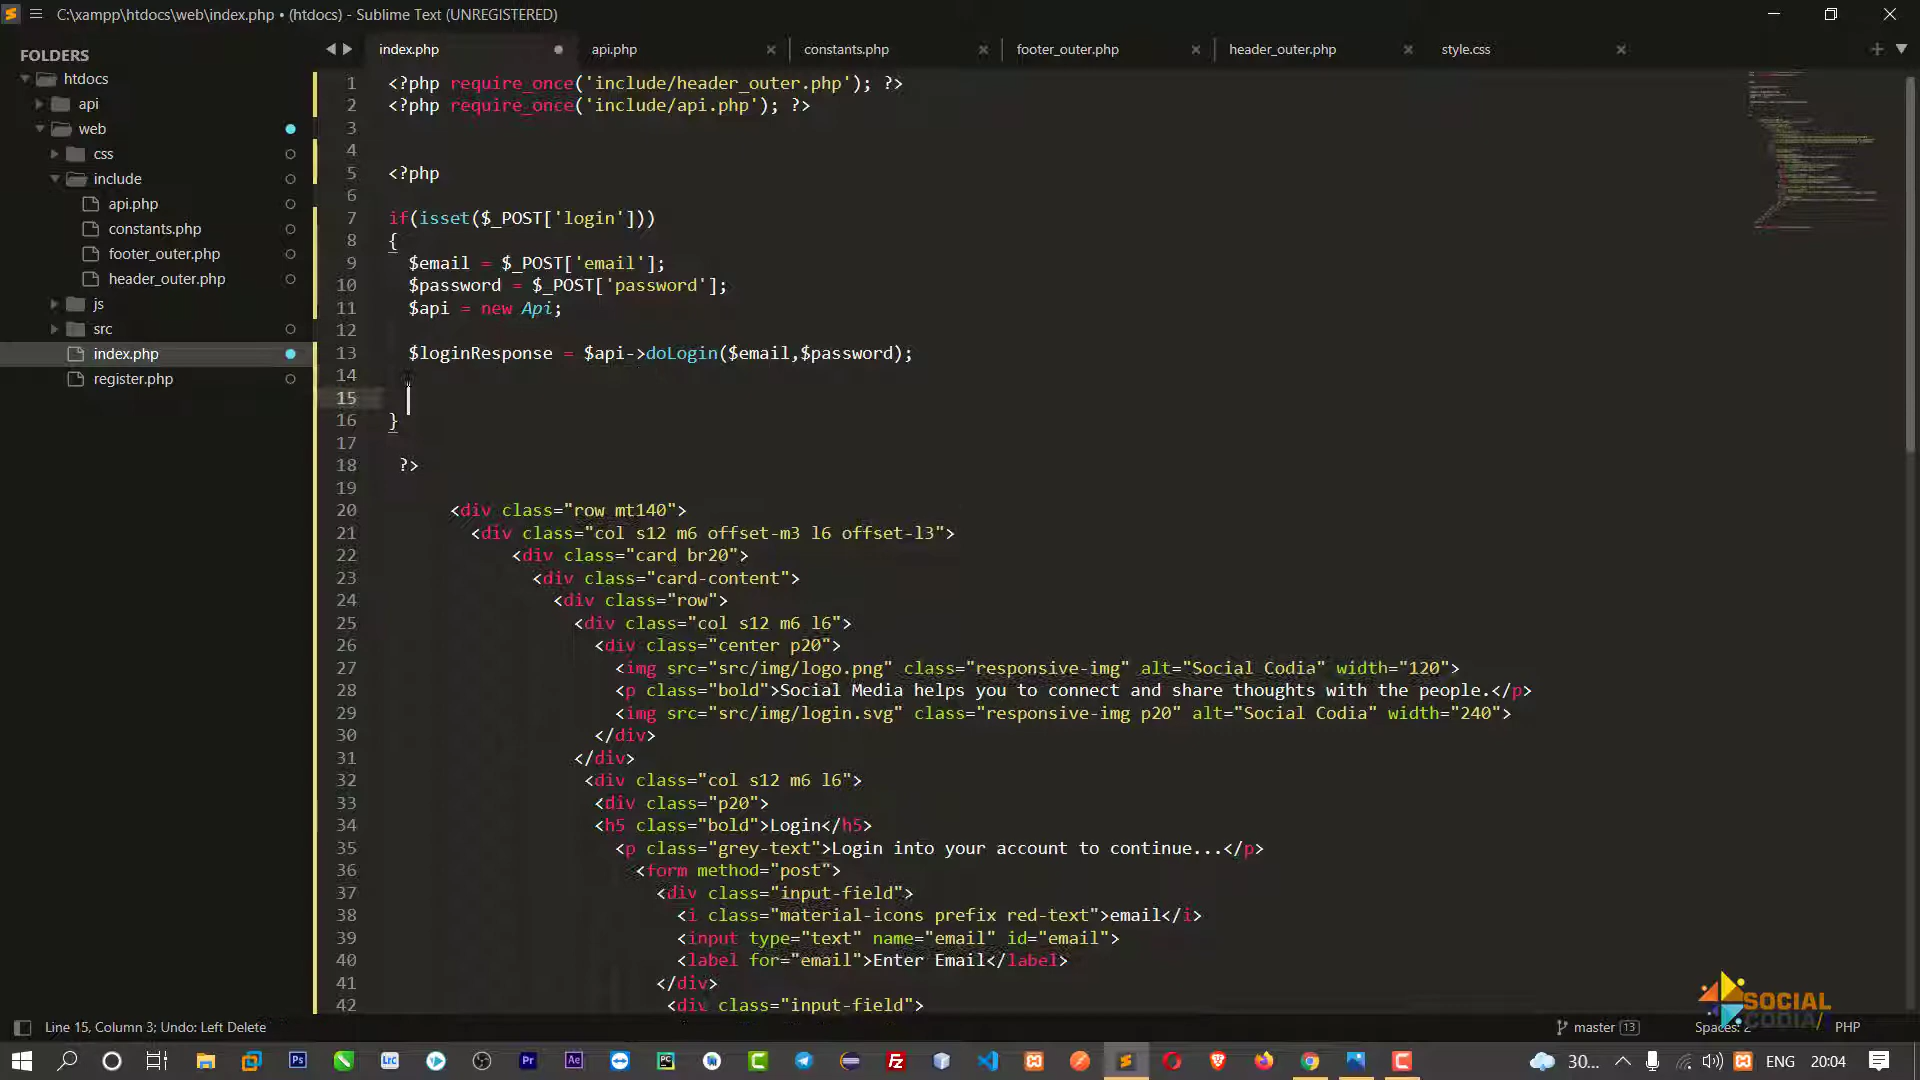 C:\xampp\htdocs\web\index.php • (htdocs) - Sublime Text (UNREGISTERED)
FOLDERS
htdocs
api
web
css
include
api.php
constants.php
footer_outer.php
header_outer.php
js
src
index.php
register.php
index.php
api.php
constants.php
footer_outer.php
header_outer.php
style.css
1 <?php require_once('include/header_outer.php'); ?>
2 <?php require_once('include/api.php'); ?>
3
4
5 <?php
6
7 if(isset($_POST['login']))
8 {
9 $email = $_POST['email'];
10 $password = $_POST['password'];
11 $api = new Api;
12
13 $loginResponse = $api->doLogin($email,$password);
14
15
16 }
17
18 ?>
19
20 <div class="row mt140">
21 <div class="col s12 m6 offset-m3 l6 offset-l3">
22 <div class="card br20">
23 <div class="card-content">
24 <div class="row">
25 <div class="col s12 m6 l6">
26 <div class="center p20">
27 <img src="src/img/logo.png" class="responsive-img" alt="Social Codia" width="120">
28 <p class="bold">Social Media helps you to connect and share thoughts with the people.</p>
29 <img src="src/img/login.svg" class="responsive-img p20" alt="Social Codia" width="240">
30 </div>
31 </div>
32 <div class="col s12 m6 l6">
33 <div class="p20">
34 <h5 class="bold">Login</h5>
35 <p class="grey-text">Login into your account to continue...</p>
36 <form method="post">
37 <div class="input-field">
38 <i class="material-icons prefix red-text">email</i>
39 <input type="text" name="email" id="email">
40 <label for="email">Enter Email</label>
41 </div>
42 <div class="input-field">
SOCIAL
CODIA/
Line 15, Column 3; Undo: Left Delete
master 13
Spaces: 2
PHP
Ps
Lrc
Pr
Ae
PC
Fz
30...
ENG
20:04